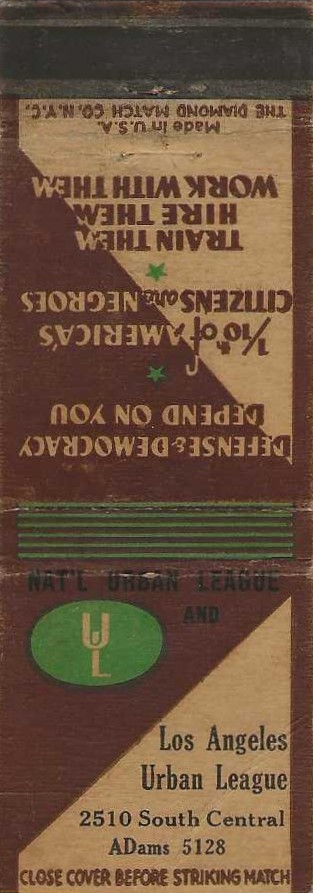 DEFENSE & DEMOCRACY
DEPEND ON YOU
1/10th of AMERICA'S
CITIZENS are NEGROES
TRAIN THEM
HIRE THEM
WORK WITH THEM
Made in U.S.A.
THE DIAMOND MATCH CO. N.Y.C.
NAT'L URBAN LEAGUE
AND
UL
Los Angeles
Urban League
2510 South Central
ADams 5128
CLOSE COVER BEFORE STRIKING MATCH